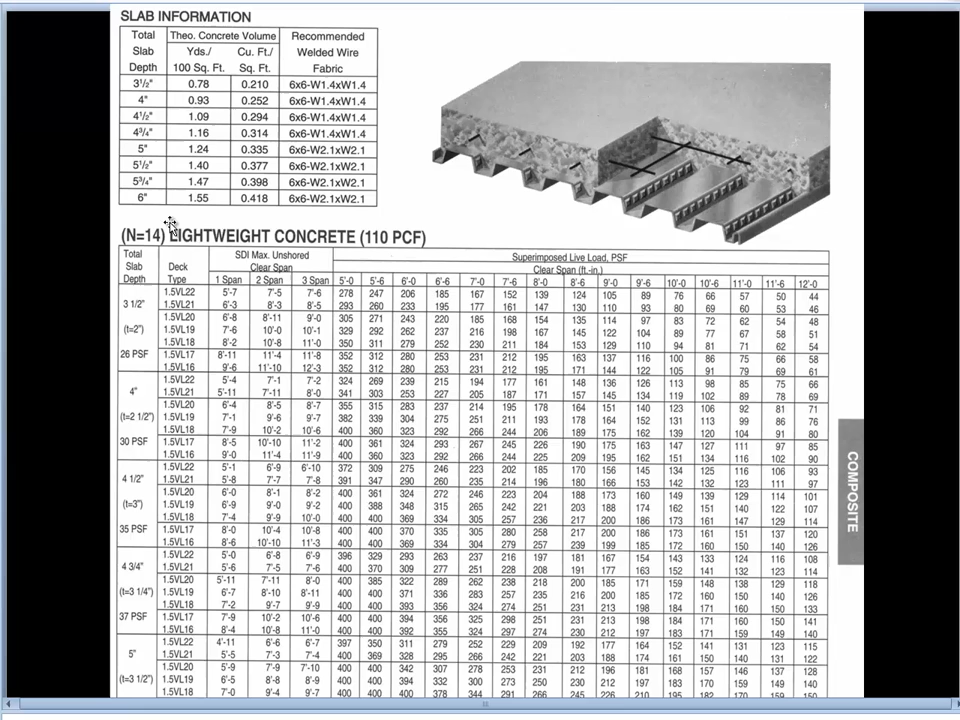 SLAB INFORMATION
Total Slab Depth Theo. Concrete Volume Recommended Welded Wire Fabric
Yds./ 100 Sq. Ft. Cu. Ft./ Sq. Ft.
3 1/2" 0.78 0.210 6x6-W1.4xW1.4
4" 0.93 0.252 6x6-W1.4xW1.4
4 1/2" 1.09 0.294 6x6-W1.4xW1.4
4 3/4" 1.16 0.314 6x6-W1.4xW1.4
5" 1.24 0.335 6x6-W2.1xW2.1
5 1/2" 1.40 0.377 6x6-W2.1xW2.1
5 3/4" 1.47 0.398 6x6-W2.1xW2.1
6" 1.55 0.418 6x6-W2.1xW2.1
(N=14) LIGHTWEIGHT CONCRETE (110 PCF)
Total Slab Depth Deck Type SDI Max. Unshored Clear Span Superimposed Live Load, PSF
Clear Span (ft.-in.)
1 Span 2 Span 3 Span 5'-0 5'-6 6'-0 6'-6 7'-0 7'-6 8'-0 8'-6 9'-0 9'-6 10'-0 10'-6 11'-0 11'-6 12'-0
1.5VL22 5'-7 7'-5 7'-6 278 247 206 185 167 152 139 124 105 89 76 66 57 50 44
3 1/2" 1.5VL21 6'-3 8'-3 8'-5 293 260 233 195 177 161 147 130 110 93 80 69 60 53 46
1.5VL20 6'-8 8'-11 9'-0 305 271 243 220 185 168 154 135 114 97 83 72 62 54 48
(t=2") 1.5VL19 7'-6 10'-0 10'-1 329 292 262 237 216 198 167 145 122 104 89 77 67 58 51
1.5VL18 8'-2 10'-8 11'-0 350 311 279 252 230 211 184 153 129 110 94 81 71 62 54
26 PSF 1.5VL17 8'-11 11'-4 11'-8 352 312 280 253 231 212 195 163 137 116 100 86 75 66 58
1.5VL16 9'-6 11'-10 12'-3 352 312 280 253 231 212 195 171 144 122 105 91 79 69 61
1.5VL22 5'-4 7'-1 7'-2 324 269 239 215 194 177 161 148 136 126 113 98 85 75 66
4" 1.5VL21 5'-11 7'-11 8'-0 341 303 253 227 205 187 171 157 145 134 119 102 89 78 69
1.5VL20 6'-4 8'-5 8'-7 355 315 283 237 214 195 178 164 151 140 123 106 92 81 71
(t=2 1/2") 1.5VL19 7'-1 9'-6 9'-7 382 339 304 275 251 211 193 178 164 152 131 113 99 86 76
1.5VL18 7'-9 10'-2 10'-6 400 360 323 292 266 244 206 189 175 162 139 120 104 91 80
30 PSF 1.5VL17 8'-5 10'-10 11'-2 400 361 324 293 267 245 226 190 175 163 147 127 111 97 85
1.5VL16 9'-0 11'-4 11'-9 400 360 323 292 266 244 225 209 195 162 151 134 116 102 90
1.5VL22 5'-1 6'-9 6'-10 372 309 275 246 223 202 185 170 156 145 134 125 116 106 93
4 1/2" 1.5VL21 5'-8 7'-7 7'-8 391 347 290 260 235 214 196 180 166 153 142 132 123 111 97
1.5VL20 6'-0 8'-1 8'-2 400 361 324 272 246 223 204 188 173 160 149 139 129 114 101
(t=3") 1.5VL19 6'-9 9'-0 9'-2 400 388 348 315 265 242 221 203 188 174 162 151 140 122 107
1.5VL18 7'-4 9'-9 10'-0 400 400 369 334 305 257 236 217 200 186 173 161 147 129 114
35 PSF 1.5VL17 8'-0 10'-4 10'-8 400 400 370 335 305 280 258 217 200 186 173 161 151 137 120
1.5VL16 8'-6 10'-10 11'-3 400 400 369 334 304 279 257 239 199 185 172 160 150 140 126
1.5VL22 5'-0 6'-8 6'-9 396 329 293 263 237 216 197 181 167 154 143 133 124 116 108
4 3/4" 1.5VL21 5'-6 7'-5 7'-6 400 370 309 277 251 228 208 191 177 163 152 141 132 123 114
1.5VL20 5'-11 7'-11 8'-0 400 385 322 289 262 238 218 200 185 171 159 148 138 129 118
(t=3 1/4") 1.5VL19 6'-7 8'-10 8'-11 400 400 371 336 283 257 235 216 200 185 172 160 150 140 126
1.5VL18 7'-2 9'-7 9'-9 400 400 393 356 324 274 251 231 213 198 184 171 160 150 133
37 PSF 1.5VL17 7'-9 10'-2 10'-6 400 400 394 356 325 298 251 231 213 198 184 171 160 150 141
1.5VL16 8'-4 10'-8 11'-0 400 400 392 355 324 297 274 230 212 197 183 171 159 149 140
1.5VL22 4'-11 6'-6 6'-7 397 350 311 279 252 229 209 192 177 164 152 141 131 123 115
5" 1.5VL21 5'-5 7'-3 7'-4 400 369 328 295 266 242 221 203 188 174 161 150 140 131 122
1.5VL20 5'-9 7'-9 7'-10 400 400 342 307 278 253 231 212 196 181 168 157 146 137 128
(t=3 1/2") 1.5VL19 6'-5 8'-8 8'-9 400 400 394 332 300 273 250 230 212 197 183 170 159 149 140
1.5VL18 7'-0 9'-4 9'-7 400 400 400 378 344 291 266 245 226 210 195 182 170 159 150
COMPOSITE